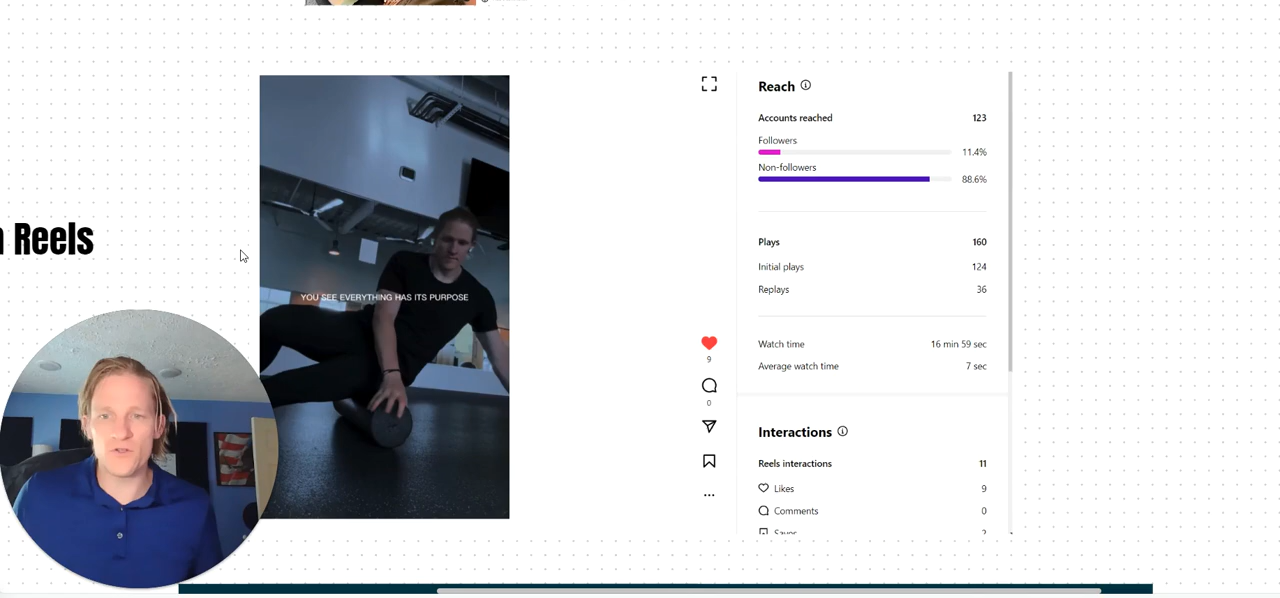 Reach
Accounts reached 123
Followers
11.4%
Non-followers
88.6%
n Reels
Plays 160
Initial plays 124
YOU SEE EVERYTHING HAS ITS PURPOSE
Replays 36
Watch time 16 min 59 sec
9
Average watch time 7 sec
0
Interactions
Reels interactions 11
Likes 9
Comments 0
Saves 2